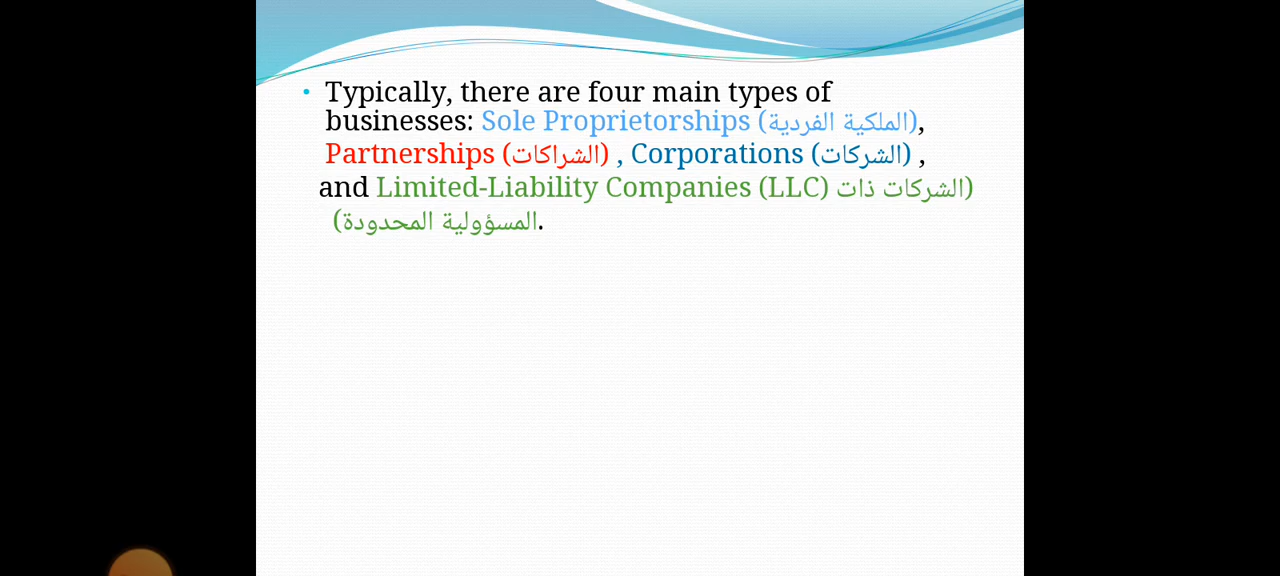 • Typically, there are four main types of
businesses: Sole Proprietorships (الملكية الفردية),
Partnerships (الشراكات) , Corporations (الشركات) ,
and Limited-Liability Companies (LLC) (الشركات ذات
المسؤولية المحدودة).